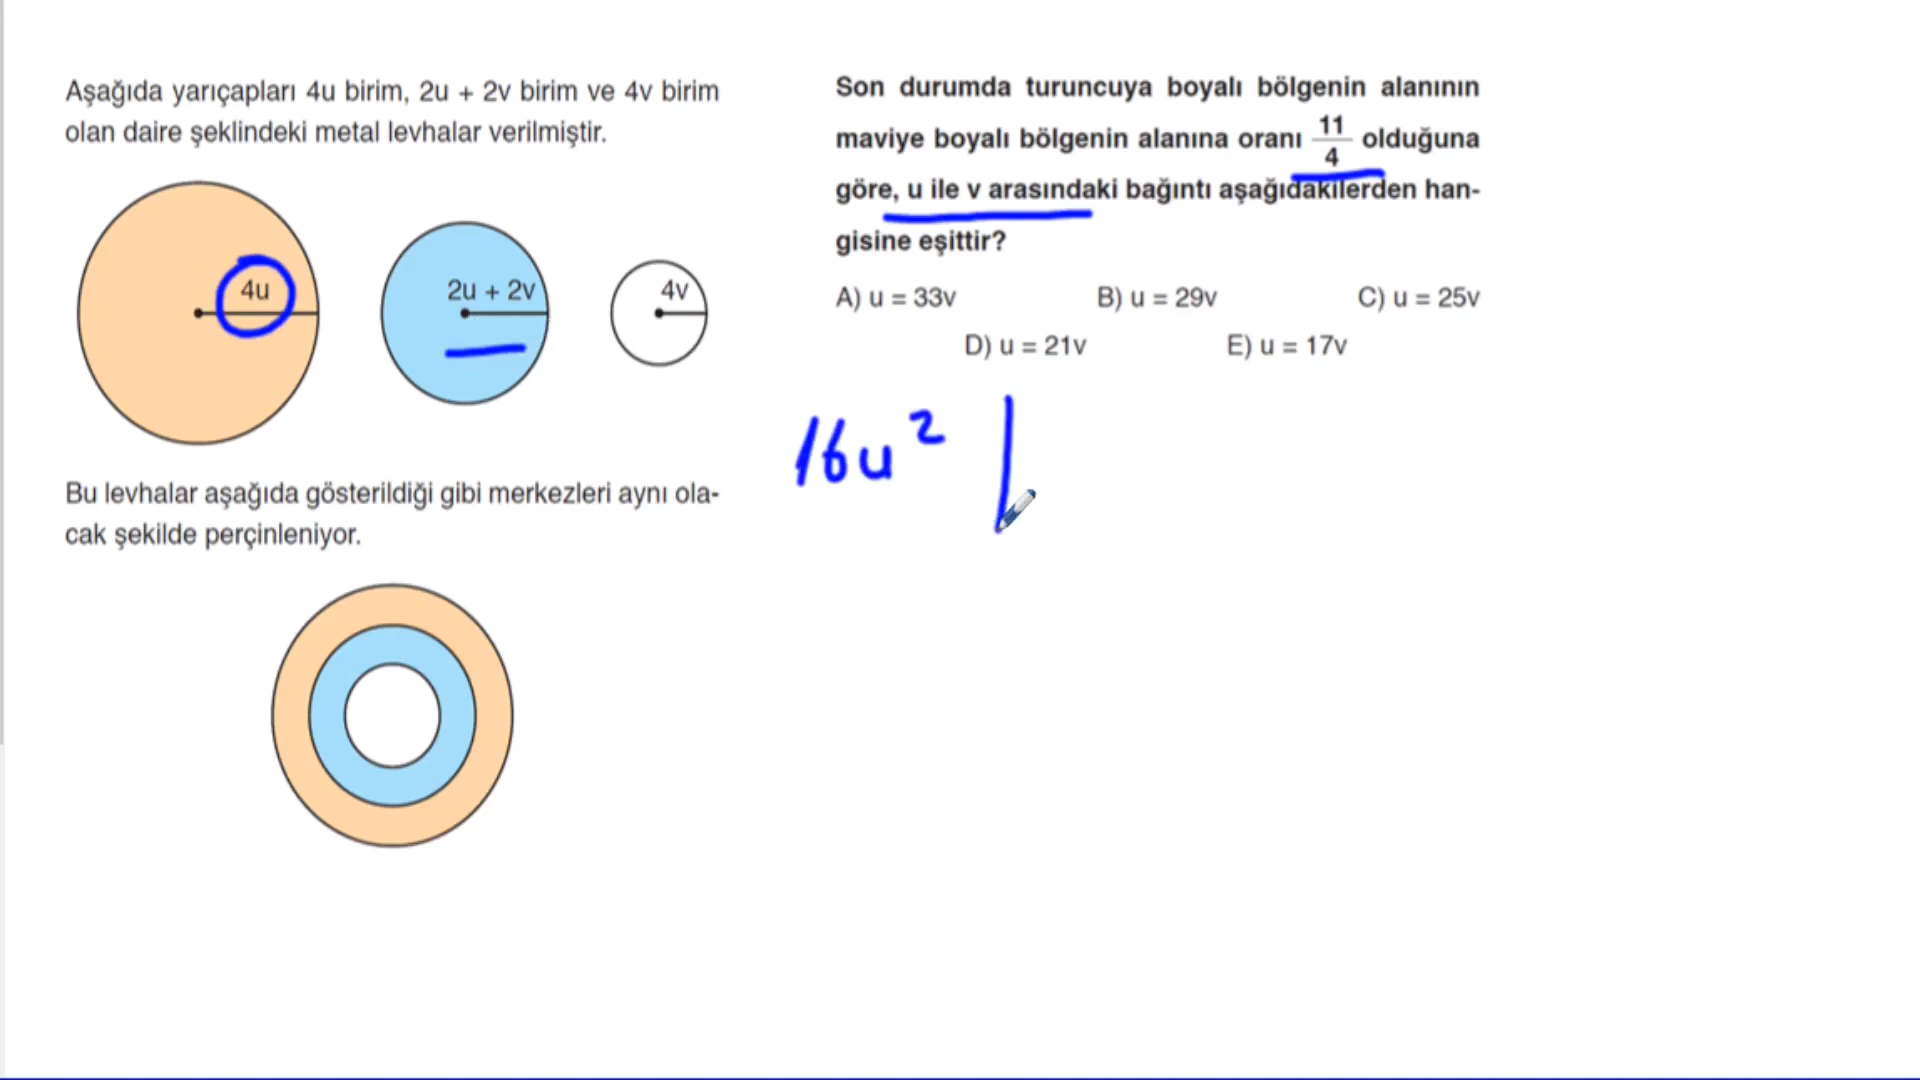 Aşağıda yarıçapları 4u birim, 2u + 2v birim ve 4v birim
olan daire şeklindeki metal levhalar verilmiştir.
4u
2u + 2v
4v
Bu levhalar aşağıda gösterildiği gibi merkezleri aynı ola-
cak şekilde perçinleniyor.
Son durumda turuncuya boyalı bölgenin alanının
maviye boyalı bölgenin alanına oranı 11/4 olduğuna
göre, u ile v arasındaki bağıntı aşağıdakilerden han-
gisine eşittir?
A) u = 33v B) u = 29v C) u = 25v
D) u = 21v E) u = 17v
16u²